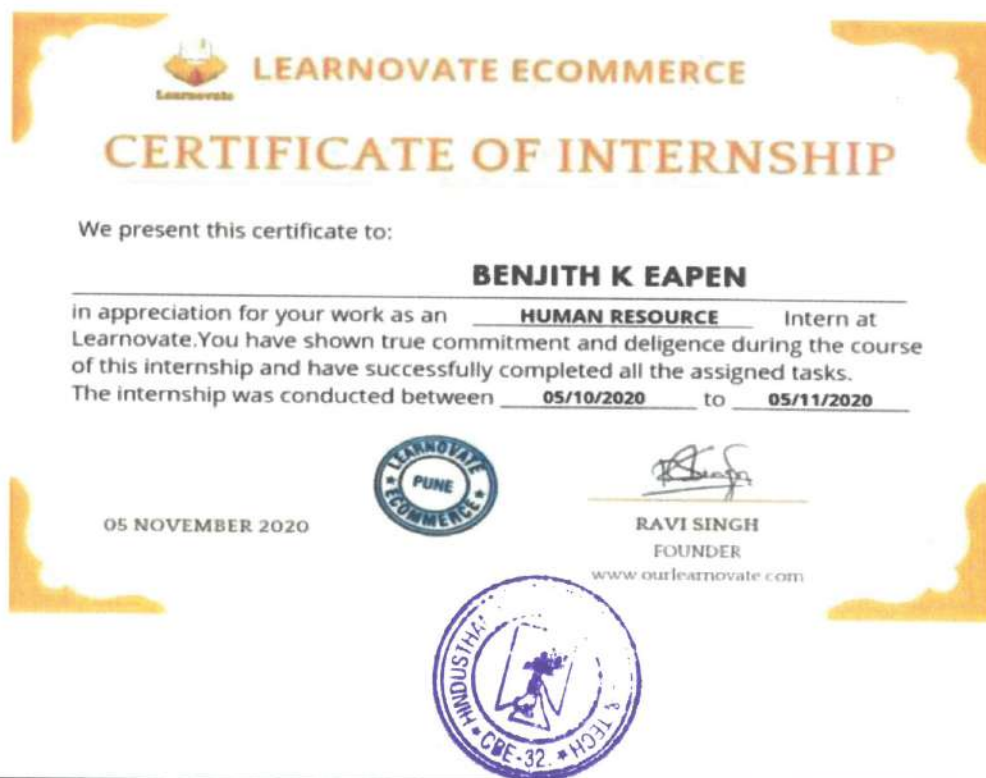 Learnovate
LEARNOVATE ECOMMERCE
CERTIFICATE OF INTERNSHIP
We present this certificate to:
BENJITH K EAPEN
in appreciation for your work as an HUMAN RESOURCE Intern at
Learnovate.You have shown true commitment and deligence during the course
of this internship and have successfully completed all the assigned tasks.
The internship was conducted between 05/10/2020 to 05/11/2020
LEARNOVATE
PUNE
ECOMMERCE
05 NOVEMBER 2020
RAVI SINGH
FOUNDER
www.ourlearnovate.com
& TECH
CBE-32.